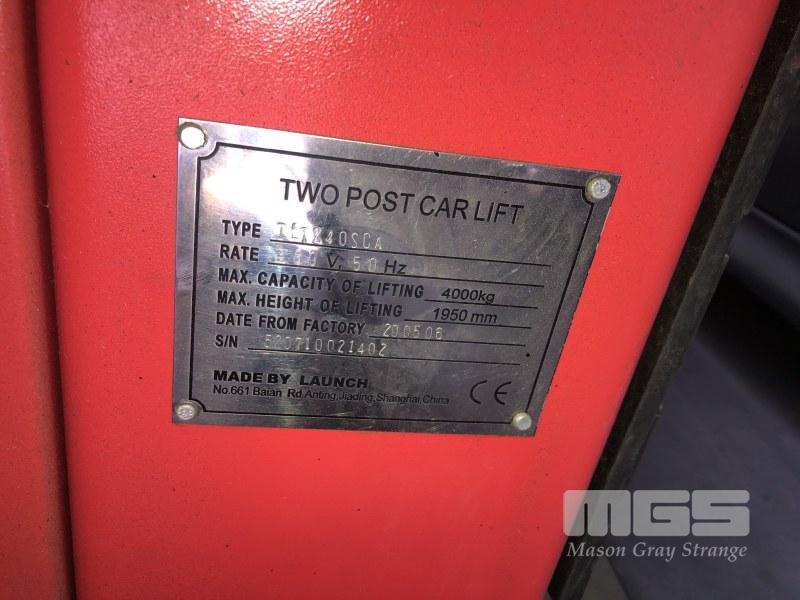 TWO POST CAR LIFT
TYPE
RATE V, 50 Hz
MAX. CAPACITY OF LIFTING 4000kg
MAX. HEIGHT OF LIFTING 1950 mm
DATE FROM FACTORY 200506
S/N
MADE BY LAUNCH
No.661 Baian Rd.Anting,Jiading,Shanghai,China
CE
MGS
Mason Gray Strange